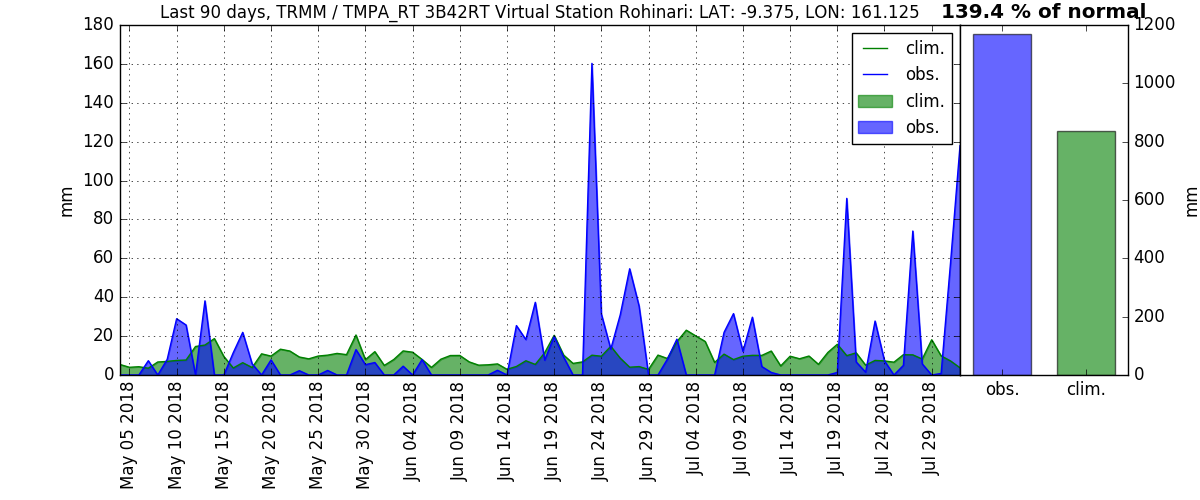 Last 90 days, TRMM / TMPA_RT 3B42RT Virtual Station Rohinari: LAT: -9.375, LON: 161.125
139.4 % of normal
180
160
140
120
100
80
60
40
20
0
mm
clim.
obs.
clim.
obs.
May 05 2018
May 10 2018
May 15 2018
May 20 2018
May 25 2018
May 30 2018
Jun 04 2018
Jun 09 2018
Jun 14 2018
Jun 19 2018
Jun 24 2018
Jun 29 2018
Jul 04 2018
Jul 09 2018
Jul 14 2018
Jul 19 2018
Jul 24 2018
Jul 29 2018
1200
1000
800
600
400
200
0
mm
obs.
clim.